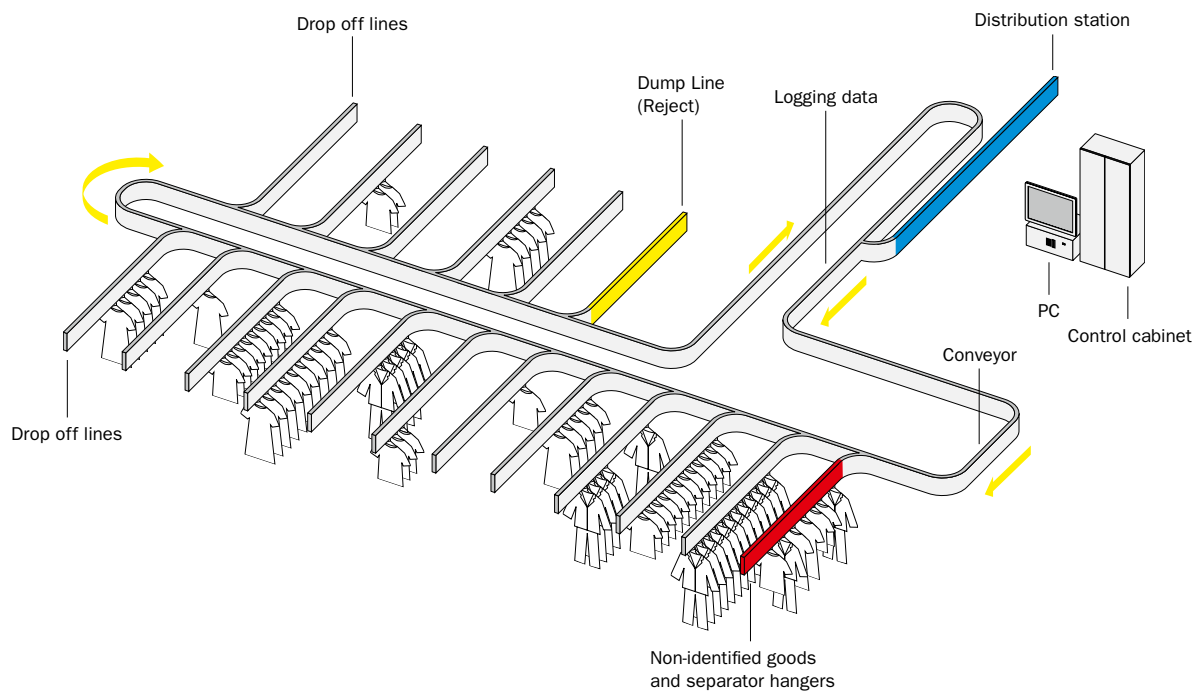 Drop off lines
Distribution station
Dump Line
(Reject)
Logging data
PC
Control cabinet
Conveyor
Drop off lines
Non-identified goods
and separator hangers